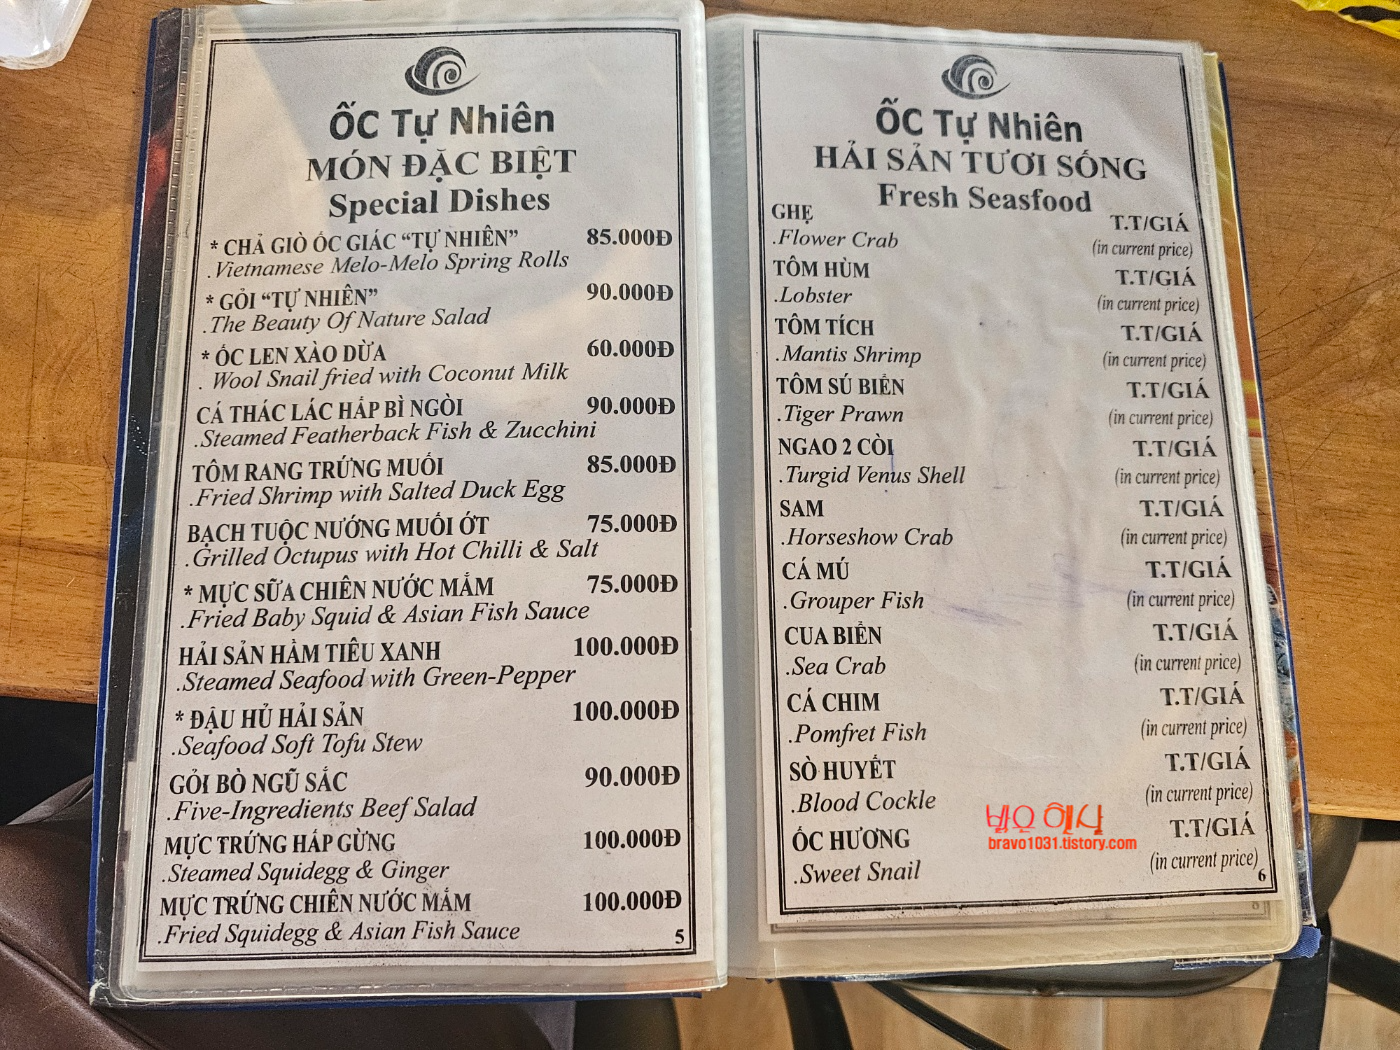 ỐC Tự Nhiên
MÓN ĐẶC BIỆT
Special Dishes
* CHẢ GIÒ ỐC GIÁC “TỰ NHIÊN” 85.000Đ
.Vietnamese Melo-Melo Spring Rolls
* GỎI “TỰ NHIÊN” 90.000Đ
.The Beauty Of Nature Salad
* ỐC LEN XÀO DỪA 60.000Đ
. Wool Snail fried with Coconut Milk
CÁ THÁC LÁC HẤP BÌ NGÒI 90.000Đ
.Steamed Featherback Fish & Zucchini
TÔM RANG TRỨNG MUỐI 85.000Đ
.Fried Shrimp with Salted Duck Egg
BẠCH TUỘC NƯỚNG MUỐI ỚT 75.000Đ
.Grilled Octupus with Hot Chilli & Salt
* MỰC SỮA CHIÊN NƯỚC MẮM 75.000Đ
.Fried Baby Squid & Asian Fish Sauce
HẢI SẢN HẦM TIÊU XANH 100.000Đ
.Steamed Seafood with Green-Pepper
* ĐẬU HỦ HẢI SẢN 100.000Đ
.Seafood Soft Tofu Stew
GỎI BÒ NGŨ SẮC 90.000Đ
.Five-Ingredients Beef Salad
MỰC TRỨNG HẤP GỪNG 100.000Đ
.Steamed Squidegg & Ginger
MỰC TRỨNG CHIÊN NƯỚC MẮM 100.000Đ
.Fried Squidegg & Asian Fish Sauce
5
ỐC Tự Nhiên
HẢI SẢN TƯƠI SỐNG
Fresh Seasfood
GHẸ T.T/GIÁ
.Flower Crab (in current price)
TÔM HÙM T.T/GIÁ
.Lobster (in current price)
TÔM TÍCH T.T/GIÁ
.Mantis Shrimp (in current price)
TÔM SÚ BIỂN T.T/GIÁ
.Tiger Prawn (in current price)
NGAO 2 CÒI T.T/GIÁ
.Turgid Venus Shell (in current price)
SAM T.T/GIÁ
.Horseshow Crab (in current price)
CÁ MÚ T.T/GIÁ
.Grouper Fish (in current price)
CUA BIỂN T.T/GIÁ
.Sea Crab (in current price)
CÁ CHIM T.T/GIÁ
.Pomfret Fish (in current price)
SÒ HUYẾT T.T/GIÁ
.Blood Cockle (in current price)
ỐC HƯƠNG T.T/GIÁ
.Sweet Snail (in current price)
6
bravo1031.tistory.com